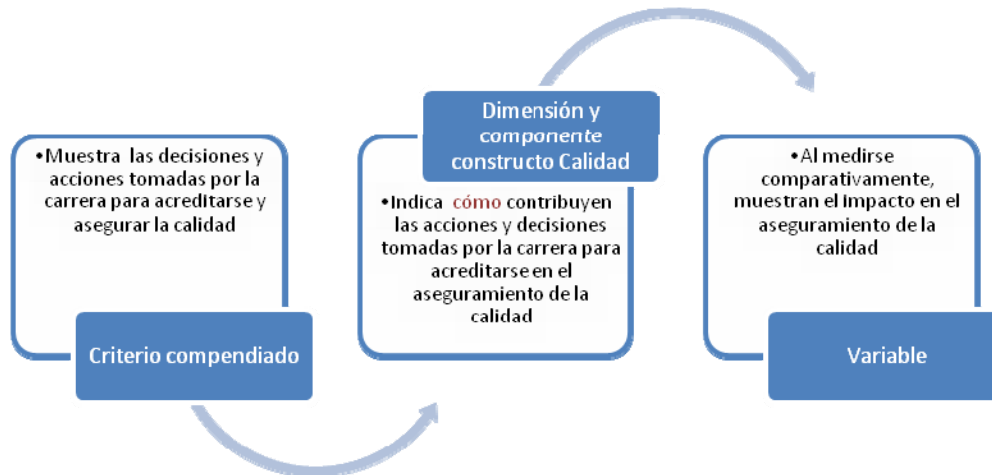 •Muestra las decisiones y
acciones tomadas por la
carrera para acreditarse y
asegurar la calidad
Criterio compendiado
Dimensión y
componente
constructo Calidad
•Indica cómo contribuyen
las acciones y decisiones
tomadas por la carrera para
acreditarse en el
aseguramiento de la
calidad
•Al medirse
comparativamente,
muestran el impacto en el
aseguramiento de la
calidad
Variable